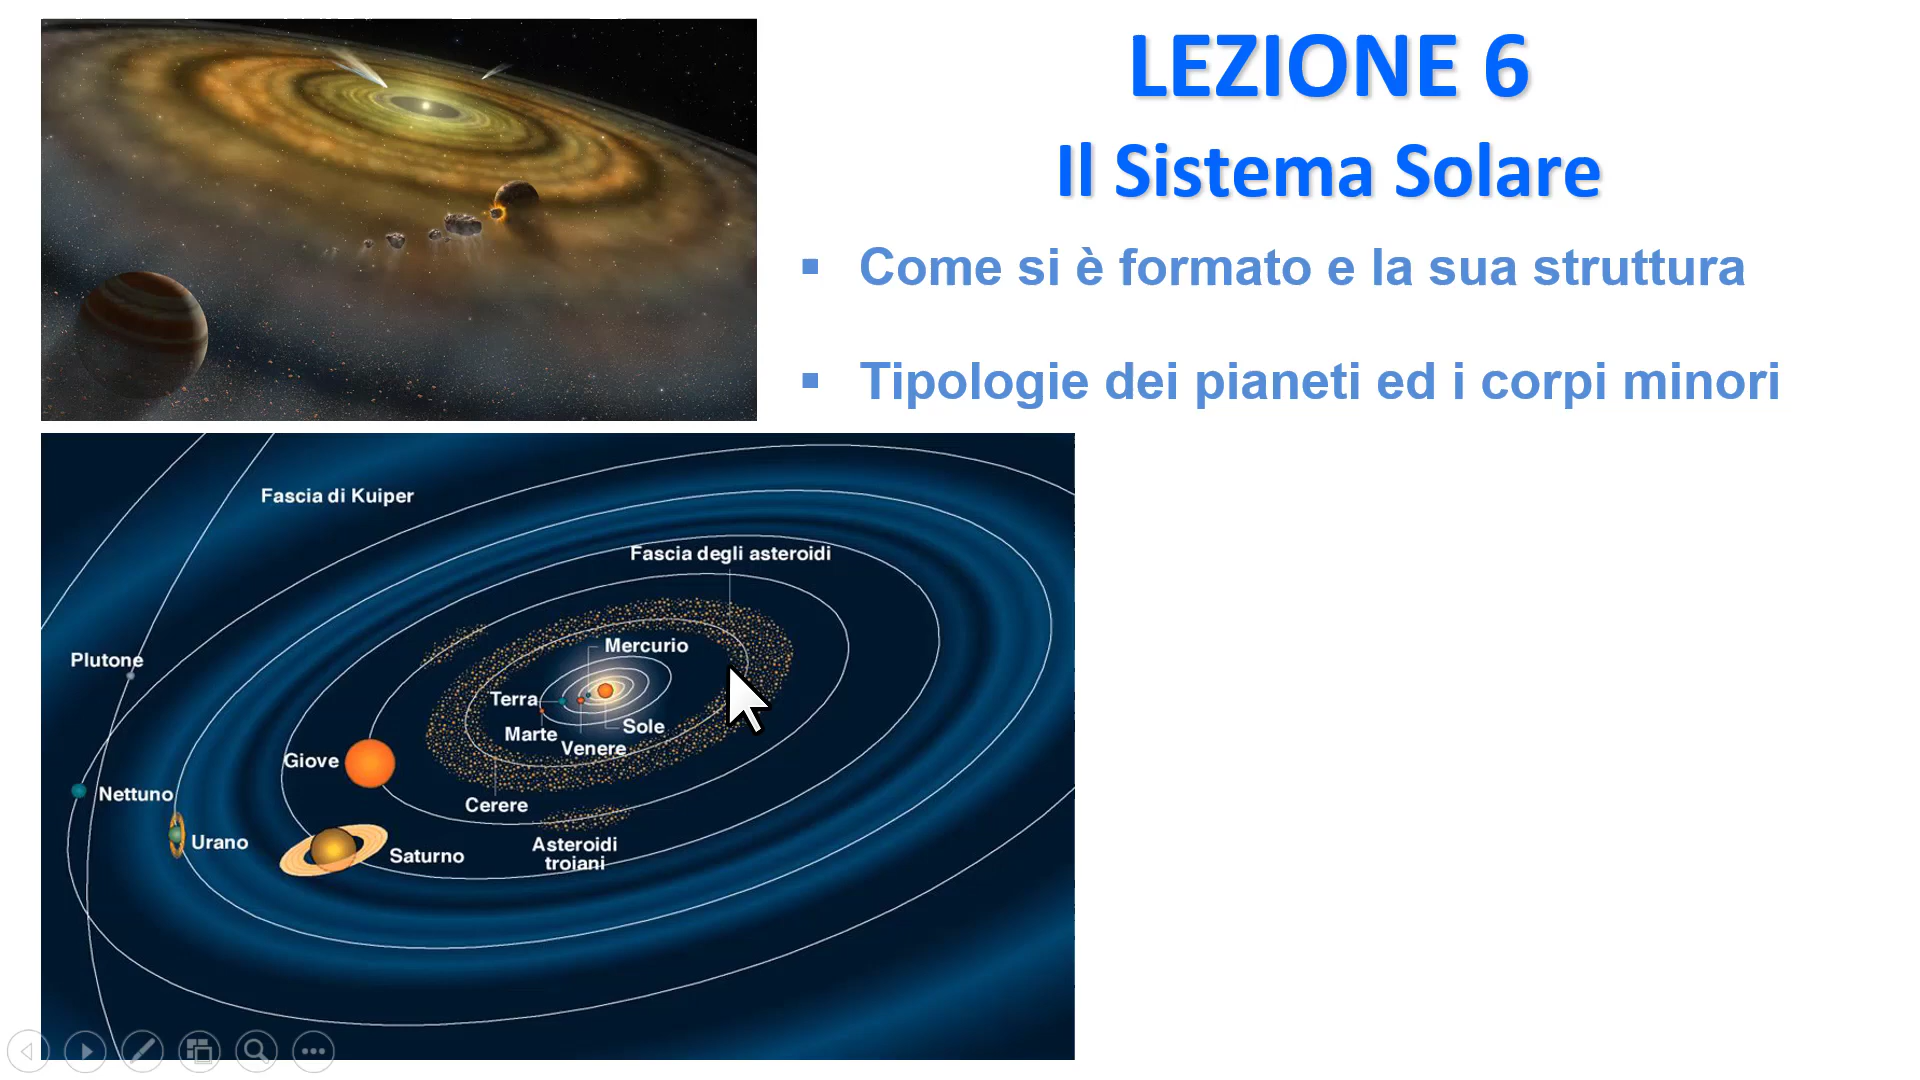 LEZIONE 6
Il Sistema Solare
▪ Come si è formato e la sua struttura
▪ Tipologie dei pianeti ed i corpi minori
Fascia di Kuiper
Fascia degli asteroidi
Mercurio
Plutone
Terra
Sole
Marte
Venere
Giove
Nettuno
Cerere
Urano
Asteroidi
troiani
Saturno